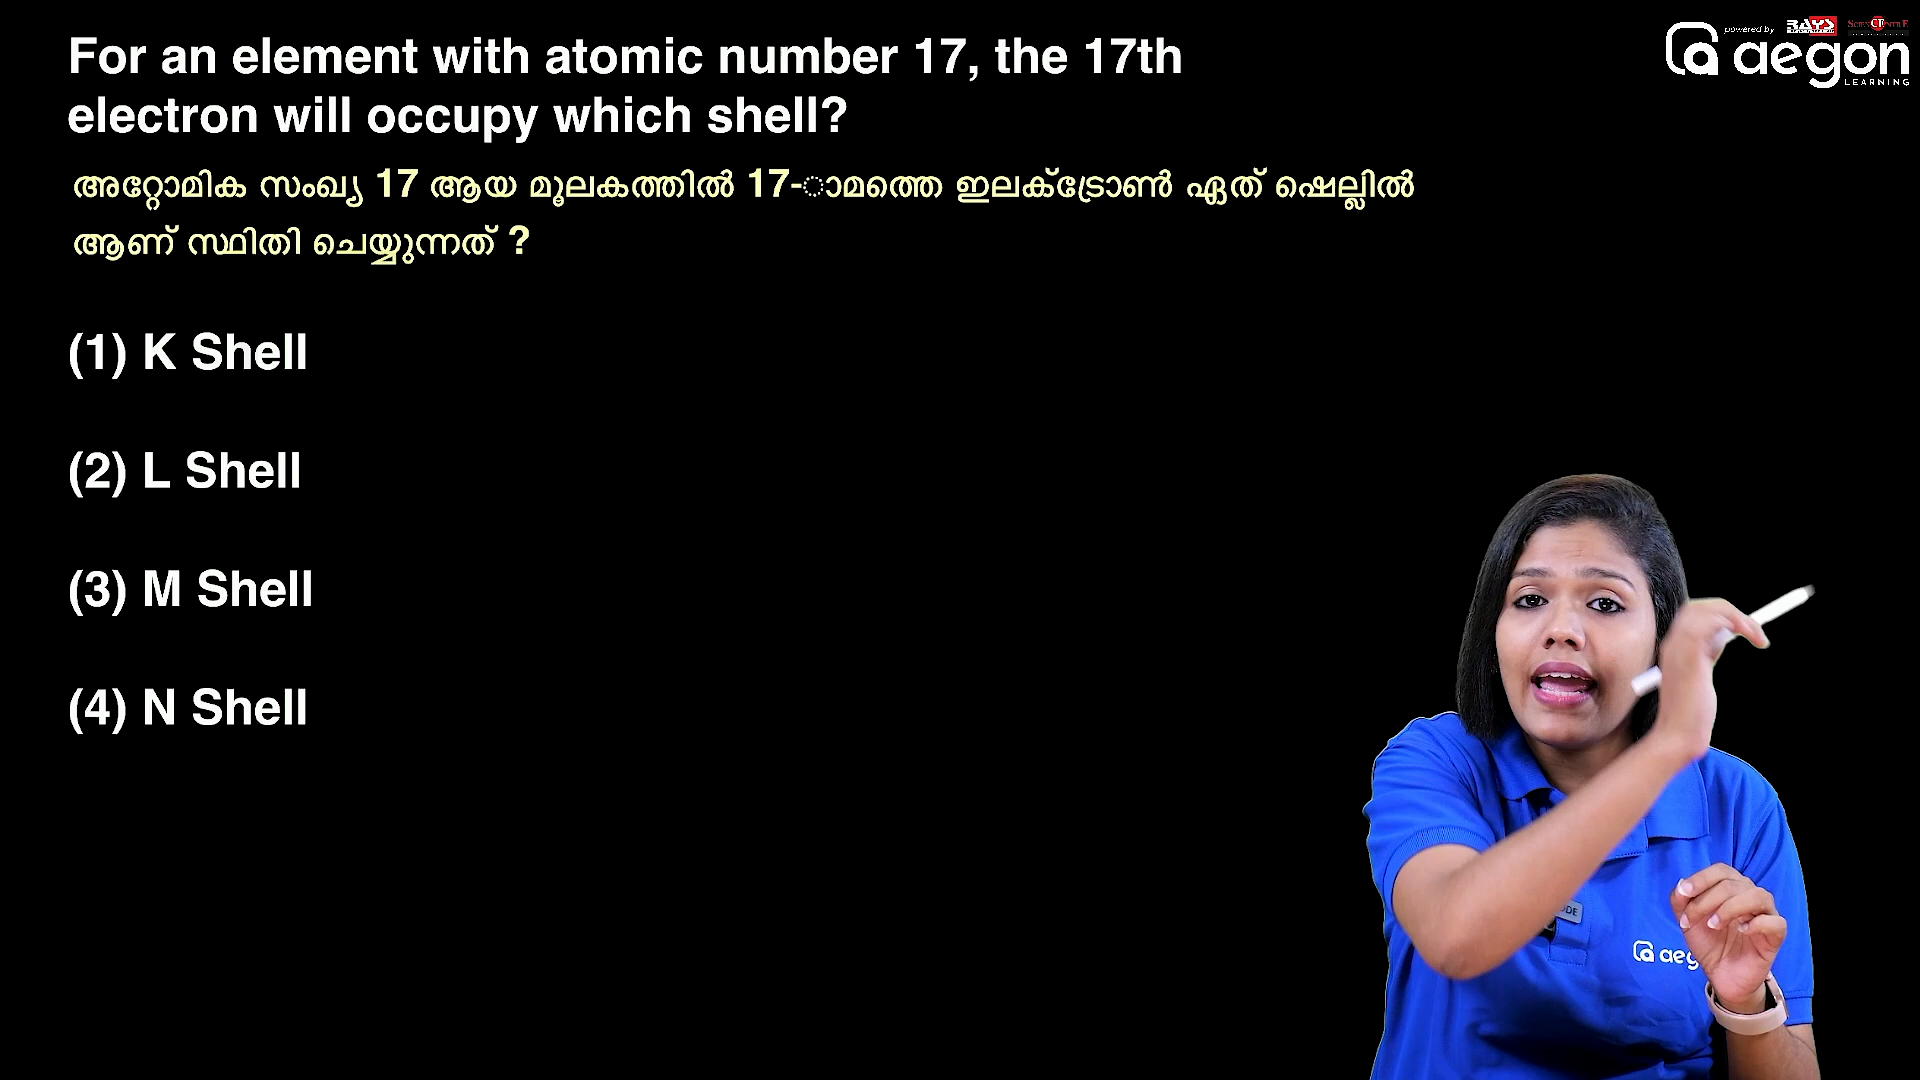 For an element with atomic number 17, the 17th
electron will occupy which shell?
അറ്റോമിക സംഖ്യ 17 ആയ മൂലകത്തിൽ 17-ാമത്തെ ഇലക്ട്രോൺ ഏത് ഷെല്ലിൽ
ആണ് സ്ഥിതി ചെയ്യുന്നത് ?
(1) K Shell
(2) L Shell
(3) M Shell
(4) N Shell
powered by RAYS
aegon
LEARNING
aeg